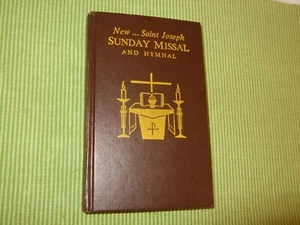 New ... Saint Joseph
SUNDAY MISSAL
AND HYMNAL